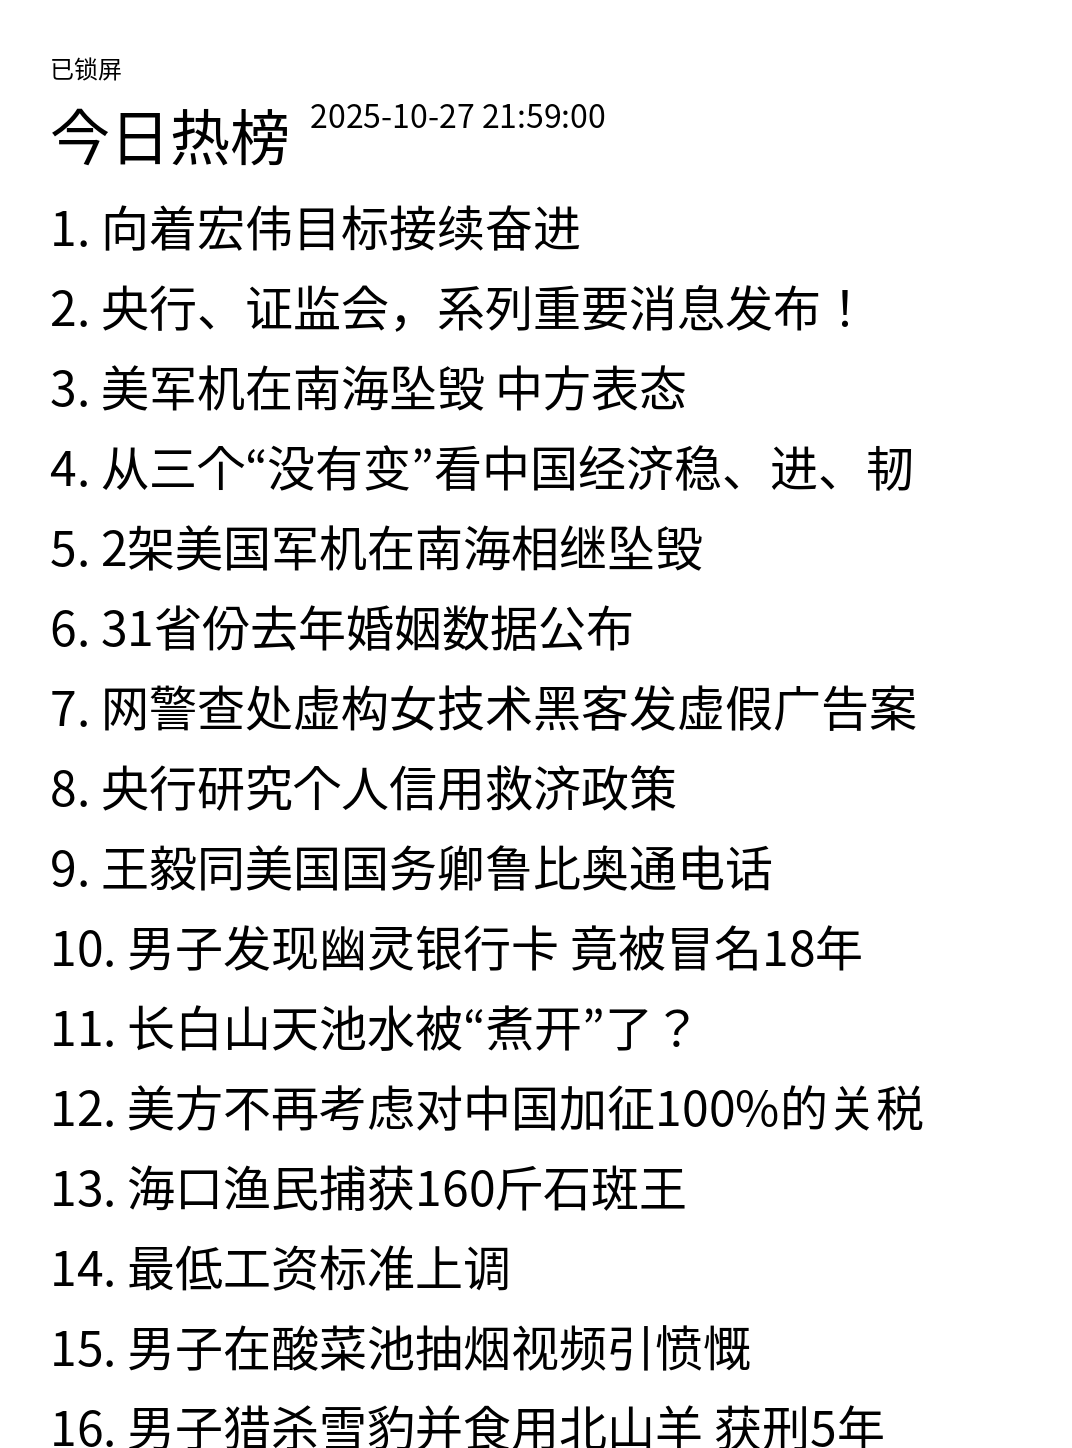 已锁屏
今日热榜 2025-10-27 21:59:00
1. 向着宏伟目标接续奋进
2. 央行、证监会，系列重要消息发布！
3. 美军机在南海坠毁 中方表态
4. 从三个“没有变”看中国经济稳、进、韧
5. 2架美国军机在南海相继坠毁
6. 31省份去年婚姻数据公布
7. 网警查处虚构女技术黑客发虚假广告案
8. 央行研究个人信用救济政策
9. 王毅同美国国务卿鲁比奥通电话
10. 男子发现幽灵银行卡 竟被冒名18年
11. 长白山天池水被“煮开”了？
12. 美方不再考虑对中国加征100%的关税
13. 海口渔民捕获160斤石斑王
14. 最低工资标准上调
15. 男子在酸菜池抽烟视频引愤慨
16. 男子猎杀雪豹并食用北山羊 获刑5年